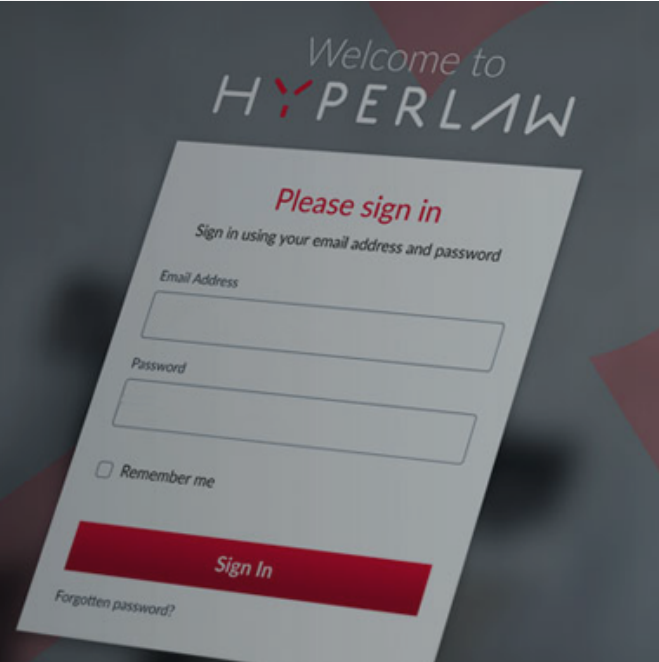 Welcome to
HYPERLAW
Please sign in
Sign in using your email address and password
Email Address
Password
Remember me
Sign In
Forgotten password?